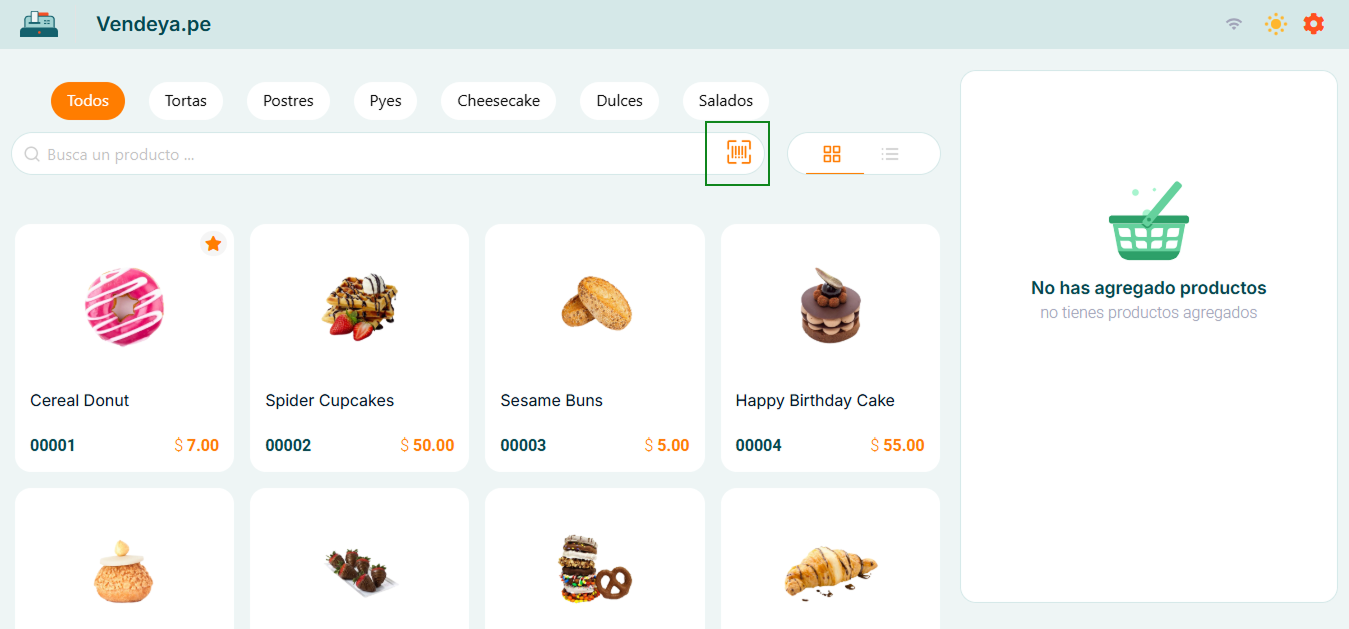 Vendeya.pe
Todos Tortas Postres Pyes Cheesecake Dulces Salados
Busca un producto ...
No has agregado productos
no tienes productos agregados
Cereal Donut
00001 $ 7.00
Spider Cupcakes
00002 $ 50.00
Sesame Buns
00003 $ 5.00
Happy Birthday Cake
00004 $ 55.00